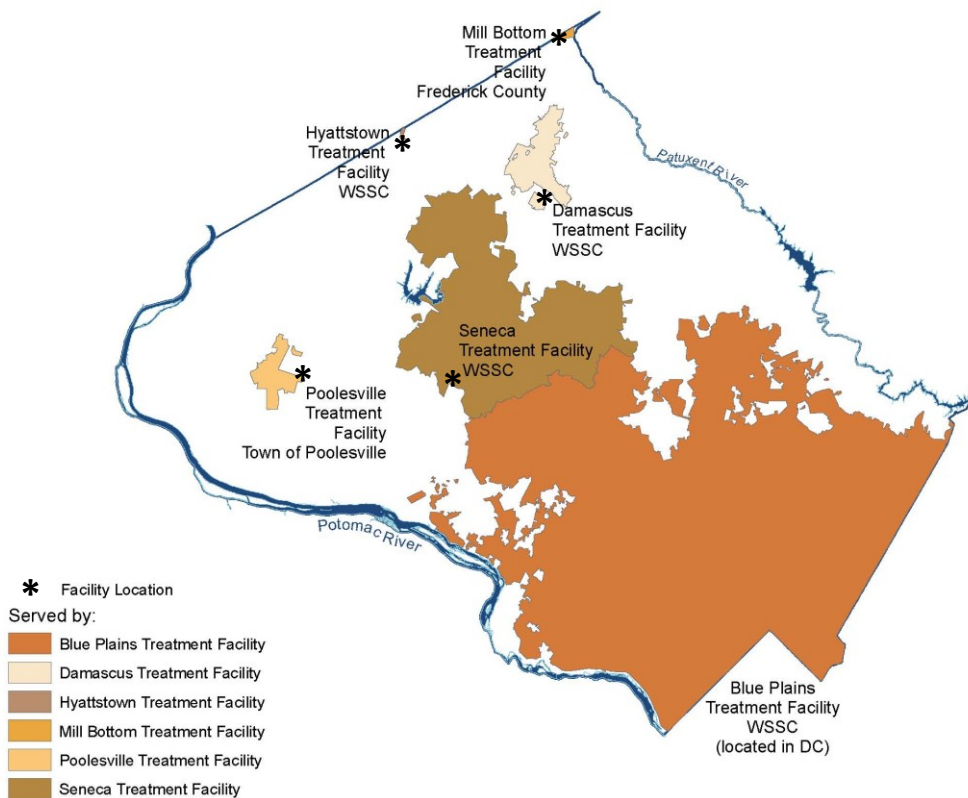 Mill Bottom
Treatment
Facility
Frederick County
Hyattstown
Treatment
Facility
WSSC
Patuxent River
Damascus
Treatment Facility
WSSC
Seneca
Treatment Facility
WSSC
Poolesville
Treatment
Facility
Town of Poolesville
Potomac River
Facility Location
Served by:
Blue Plains Treatment Facility
Damascus Treatment Facility
Hyattstown Treatment Facility
Mill Bottom Treatment Facility
Poolesville Treatment Facility
Seneca Treatment Facility
Blue Plains
Treatment Facility
WSSC
(located in DC)